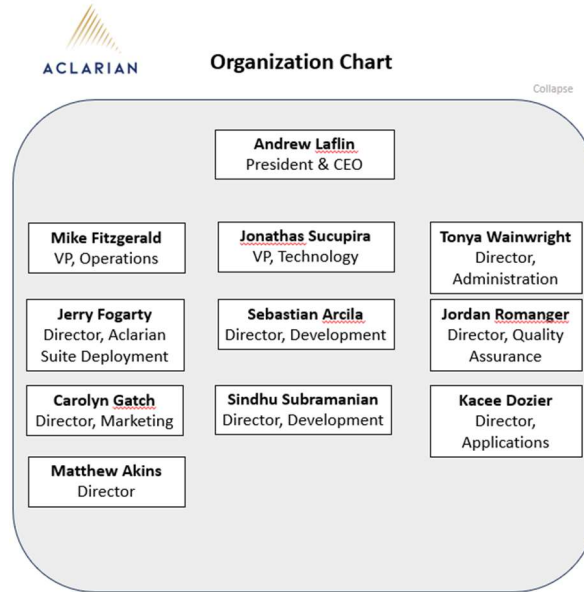 ACLARIAN
Organization Chart
Collapse
Andrew Laflin
President & CEO
Mike Fitzgerald
VP, Operations
Jonathas Sucupira
VP, Technology
Tonya Wainwright
Director,
Administration
Jerry Fogarty
Director, Aclarian
Suite Deployment
Sebastian Arcila
Director, Development
Jordan Romanger
Director, Quality
Assurance
Carolyn Gatch
Director, Marketing
Sindhu Subramanian
Director, Development
Kacee Dozier
Director,
Applications
Matthew Akins
Director